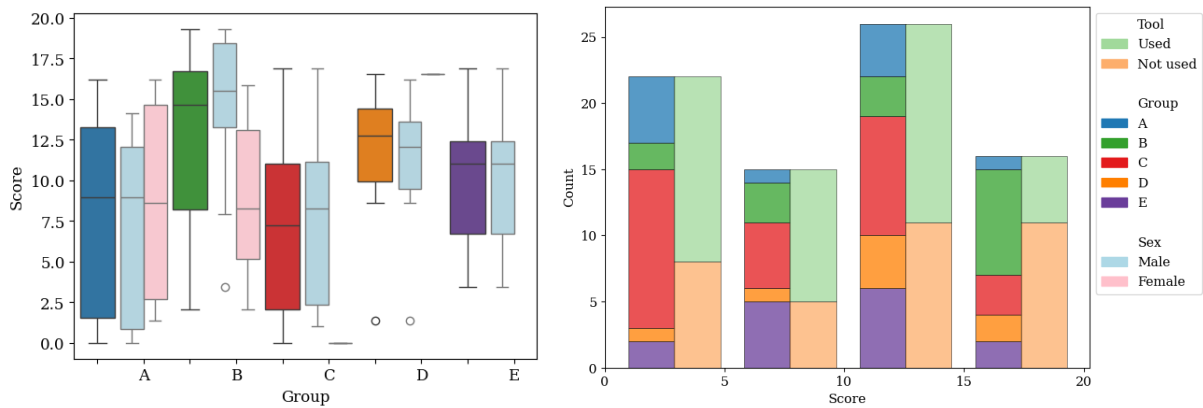 20.0
17.5
15.0
12.5
10.0
7.5
5.0
2.5
0.0
Score
A B C D E
Group
25
20
15
10
5
0
Count
0 5 10 15 20
Score
Tool
Used
Not used
Group
A
B
C
D
E
Sex
Male
Female